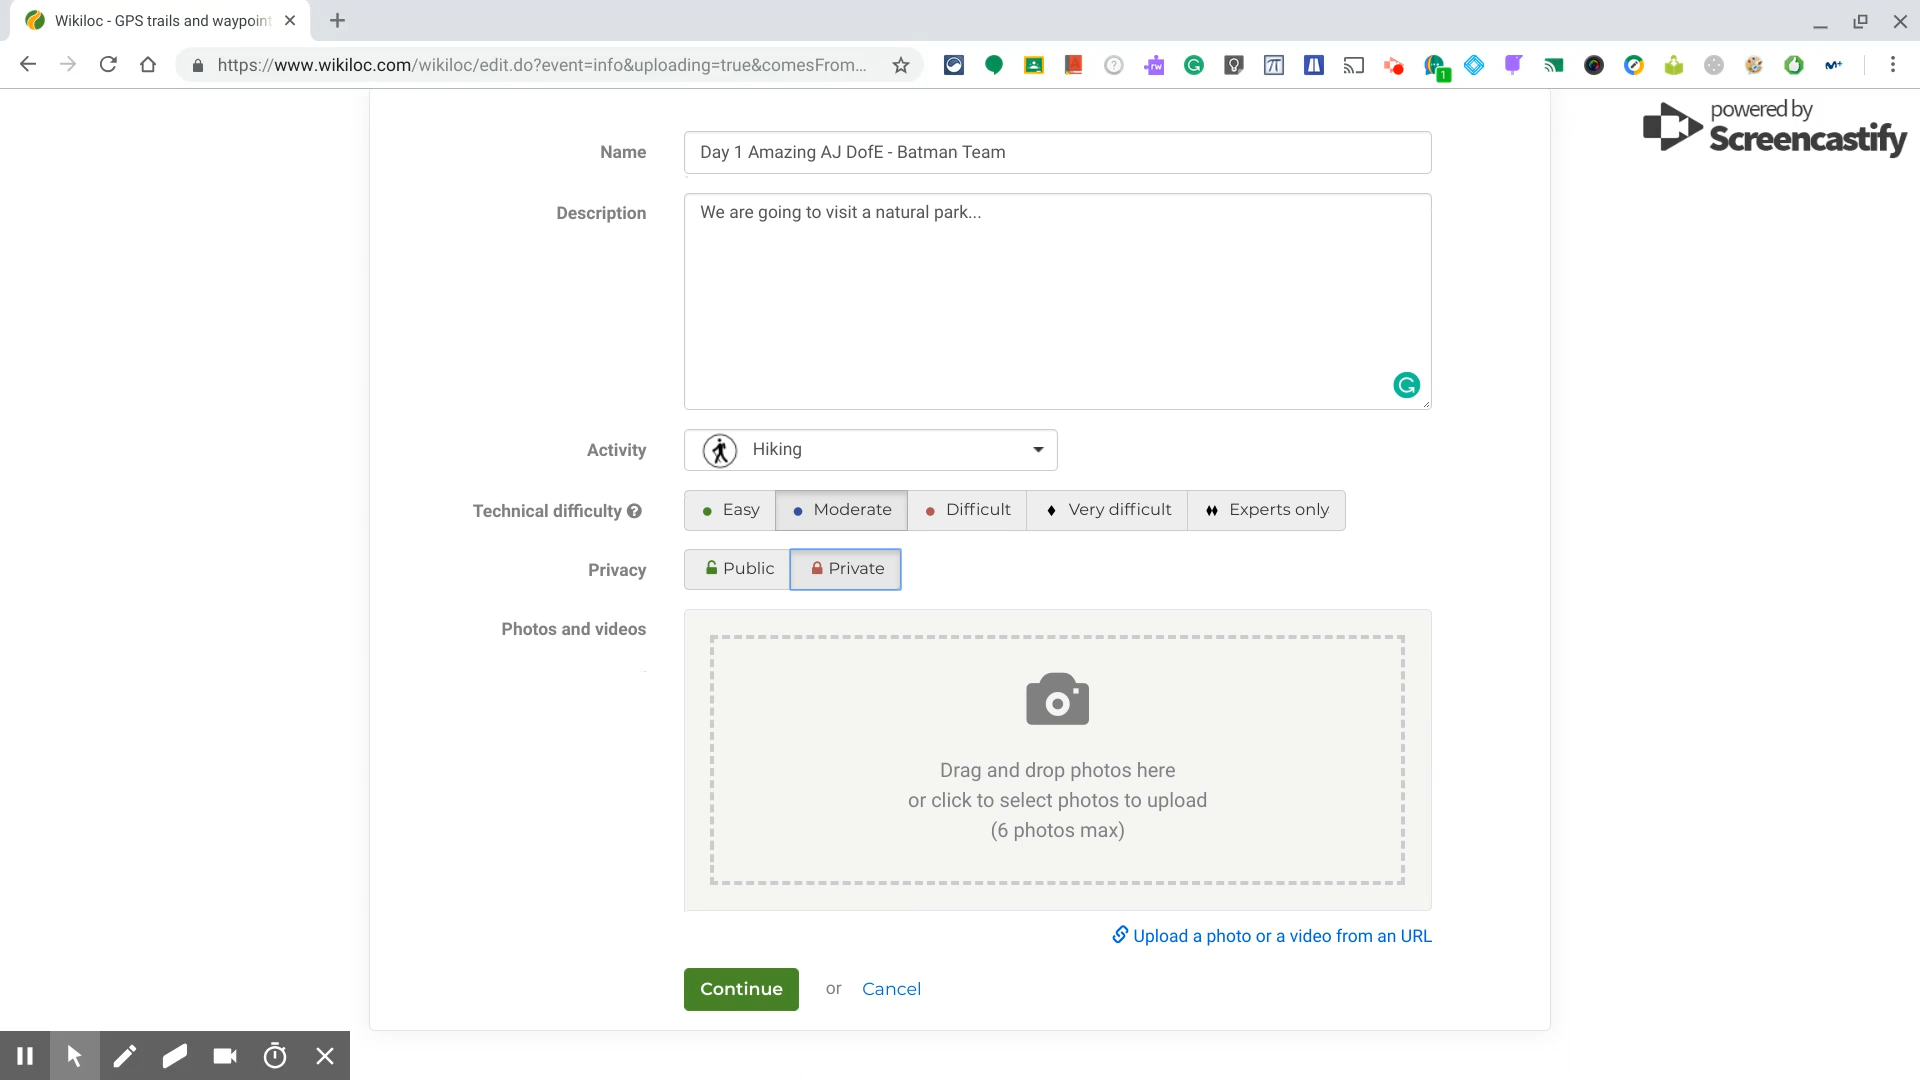 Wikiloc - GPS trails and waypoint
https://www.wikiloc.com/wikiloc/edit.do?event=info&uploading=true&comesFrom...
rw
1
powered by
Screencastify
Name
Day 1 Amazing AJ DofE - Batman Team
Description
We are going to visit a natural park...
Activity
Hiking
Technical difficulty
Easy
Moderate
Difficult
Very difficult
Experts only
Privacy
Public
Private
Photos and videos
Drag and drop photos here
or click to select photos to upload
(6 photos max)
Upload a photo or a video from an URL
Continue
or
Cancel